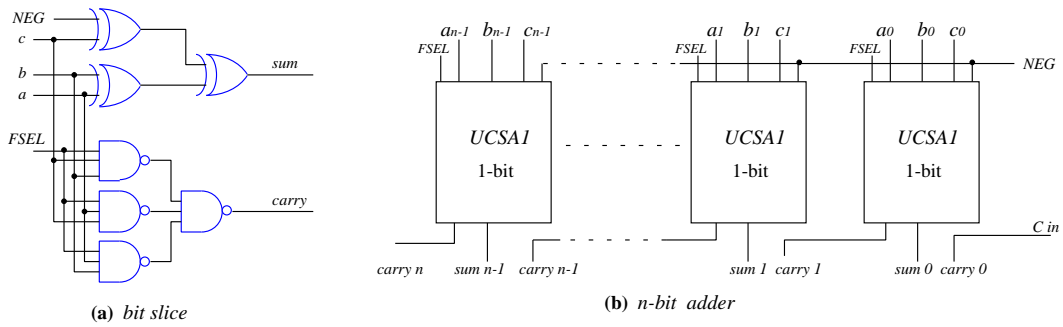 NEG
c
b
a
FSEL
sum
carry
(a) bit slice
an-1 bn-1 cn-1
FSEL
a1 b1 c1
FSEL
a0 b0 c0
FSEL
NEG
UCSA1
1-bit
UCSA1
1-bit
UCSA1
1-bit
C in
carry n
sum n-1
carry n-1
sum 1
carry 1
sum 0
carry 0
(b) n-bit adder